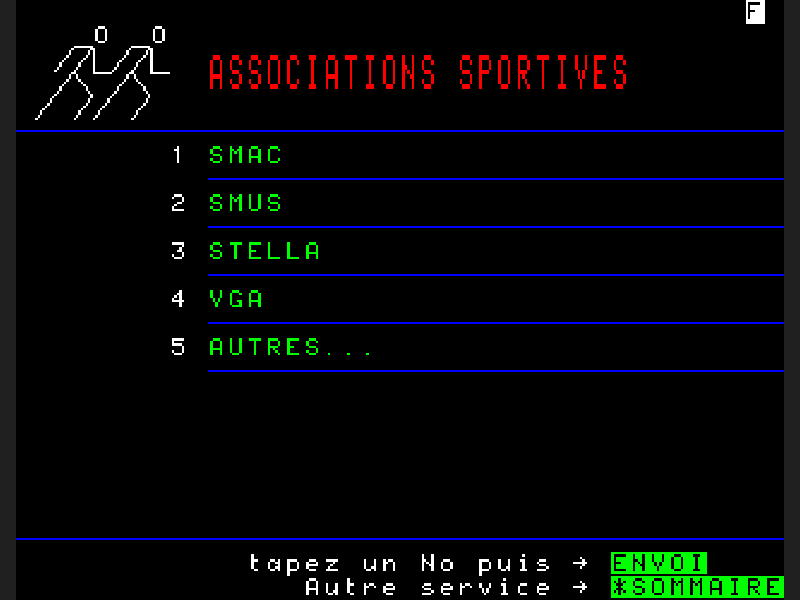 F
ASSOCIATIONS SPORTIVES
1 SMAC
2 SMUS
3 STELLA
4 VGA
5 AUTRES...
tapez un No puis → ENVOI
Autre service → *SOMMAIRE